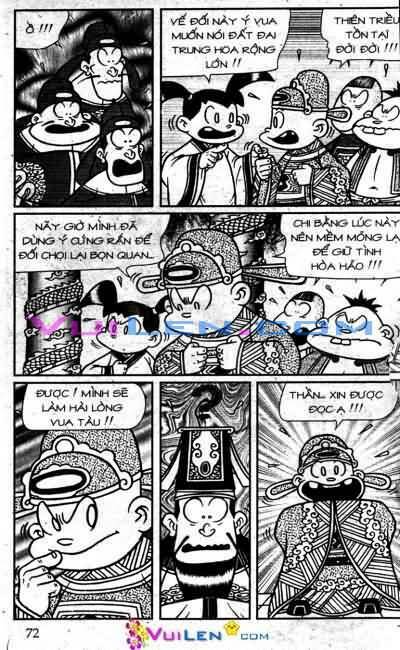 Ồ !!!
VẾ ĐỐI NÀY Ý VUA
MUỐN NÓI ĐẤT ĐAI
TRUNG HOA RỘNG
LỚN !!
THIÊN TRIỀU
TỒN TẠI
ĐỜI ĐỜI !!!
NÃY GIỜ MÌNH ĐÃ
DÙNG Ý CỨNG RẮN ĐỂ
ĐỐI CHỌI LẠI BỌN QUAN...
CHI BẰNG LÚC NÀY
NÊN MỀM MỎNG LẠI
ĐỂ GIỮ TÌNH
HÒA HẢO !!!
VUILEN.COM
ĐƯỢC ! MÌNH SẼ
LÀM HÀI LÒNG
VUA TÀU !!
?
THẦN... XIN ĐƯỢC
ĐỌC Ạ !!!
72
VUILEN.COM